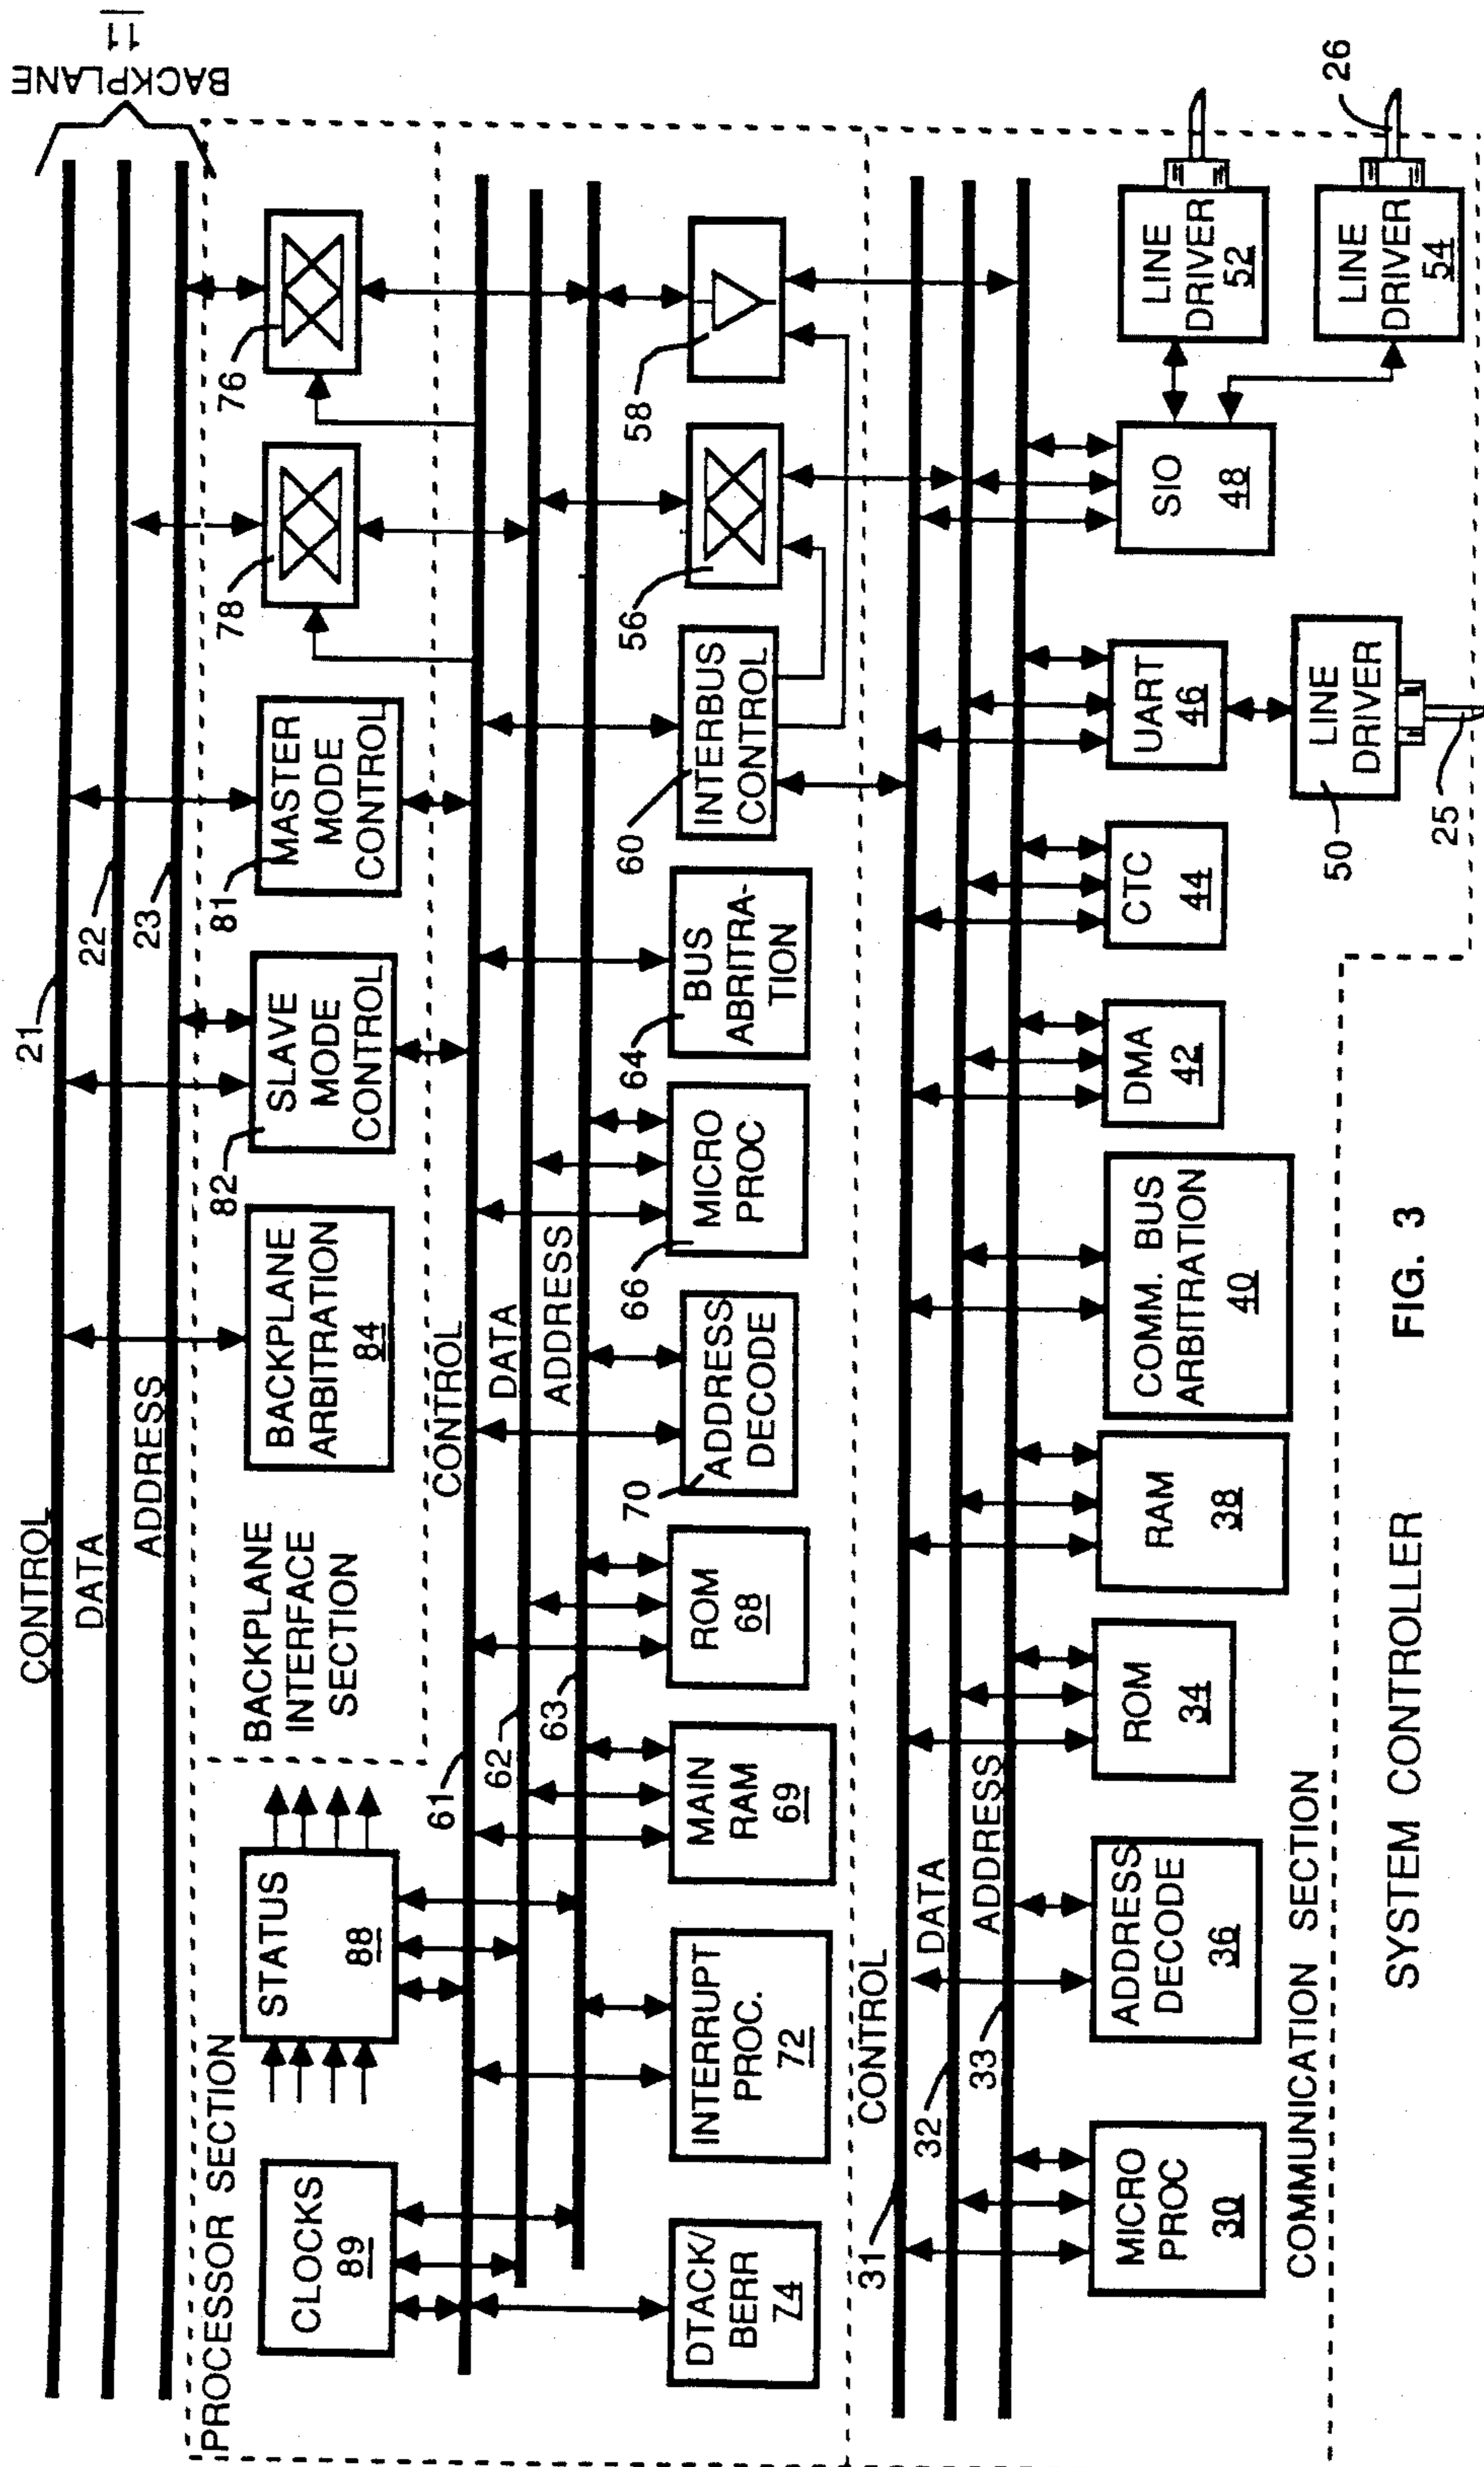 CONTROL
DATA
ADDRESS
21
22
23
BACKPLANE
11
PROCESSOR SECTION
CLOCKS
89
STATUS
88
BACKPLANE
INTERFACE
SECTION
BACKPLANE
ARBITRATION
84
82
SLAVE
MODE
CONTROL
81
MASTER
MODE
CONTROL
78
76
CONTROL
DATA
ADDRESS
61
62
63
DTACK/
BERR
74
INTERRUPT
PROC.
72
MAIN
RAM
69
ROM
68
70
ADDRESS
DECODE
66
MICRO
PROC
64
BUS
ABRITRA-
TION
60
INTERBUS
CONTROL
56
58
CONTROL
DATA
ADDRESS
31
32
33
MICRO
PROC
30
ADDRESS
DECODE
36
ROM
34
RAM
38
COMM. BUS
ARBITRATION
40
DMA
42
CTC
44
UART
46
SIO
48
LINE
DRIVER
50
25
LINE
DRIVER
52
LINE
DRIVER
54
26
COMMUNICATION SECTION
SYSTEM CONTROLLER
FIG. 3